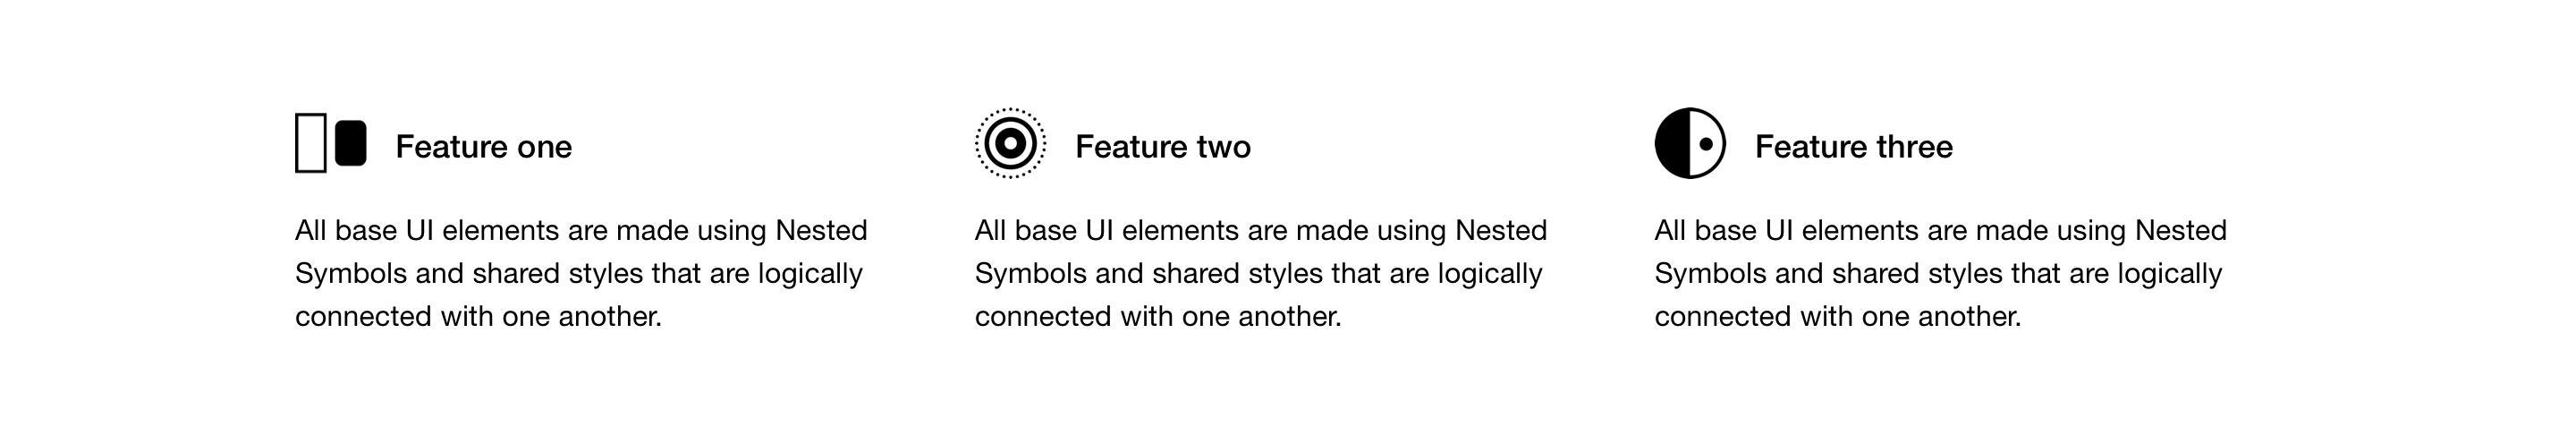 Feature one
All base UI elements are made using Nested
Symbols and shared styles that are logically
connected with one another.
Feature two
All base UI elements are made using Nested
Symbols and shared styles that are logically
connected with one another.
Feature three
All base UI elements are made using Nested
Symbols and shared styles that are logically
connected with one another.